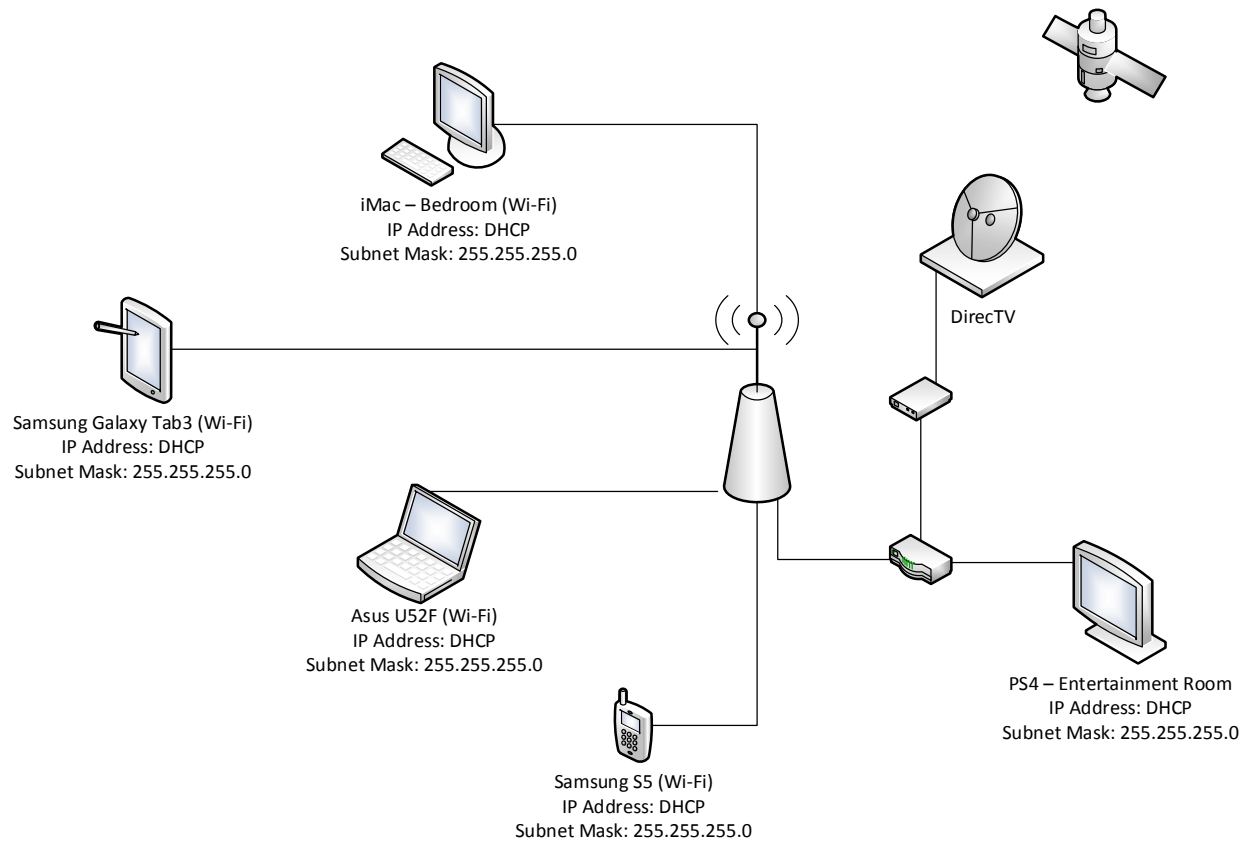 iMac – Bedroom (Wi-Fi)
IP Address: DHCP
Subnet Mask: 255.255.255.0
DirecTV
Samsung Galaxy Tab3 (Wi-Fi)
IP Address: DHCP
Subnet Mask: 255.255.255.0
Asus U52F (Wi-Fi)
IP Address: DHCP
Subnet Mask: 255.255.255.0
PS4 – Entertainment Room
IP Address: DHCP
Subnet Mask: 255.255.255.0
Samsung S5 (Wi-Fi)
IP Address: DHCP
Subnet Mask: 255.255.255.0